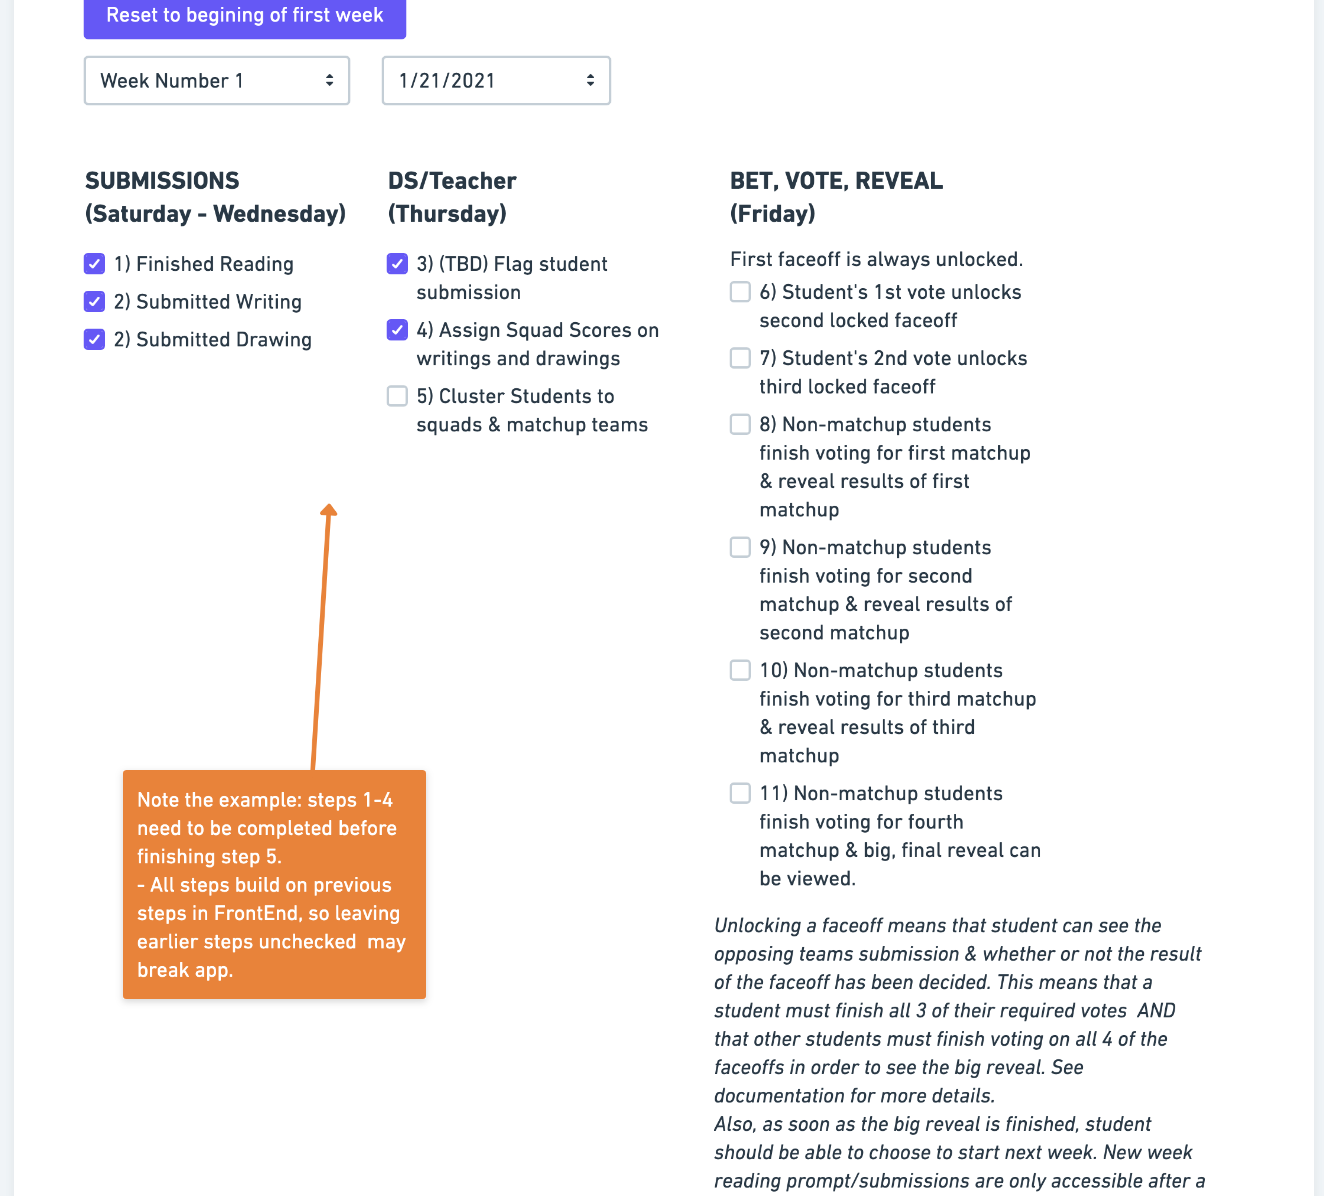 Reset to begining of first week
Week Number 1
1/21/2021
SUBMISSIONS
(Saturday - Wednesday)
1) Finished Reading
2) Submitted Writing
2) Submitted Drawing
DS/Teacher
(Thursday)
3) (TBD) Flag student
submission
4) Assign Squad Scores on
writings and drawings
5) Cluster Students to
squads & matchup teams
BET, VOTE, REVEAL
(Friday)
First faceoff is always unlocked.
6) Student's 1st vote unlocks
second locked faceoff
7) Student's 2nd vote unlocks
third locked faceoff
8) Non-matchup students
finish voting for first matchup
& reveal results of first
matchup
9) Non-matchup students
finish voting for second
matchup & reveal results of
second matchup
10) Non-matchup students
finish voting for third matchup
& reveal results of third
matchup
11) Non-matchup students
finish voting for fourth
matchup & big, final reveal can
be viewed.
Note the example: steps 1-4
need to be completed before
finishing step 5.
- All steps build on previous
steps in FrontEnd, so leaving
earlier steps unchecked  may
break app.
Unlocking a faceoff means that student can see the
opposing teams submission & whether or not the result
of the faceoff has been decided. This means that a
student must finish all 3 of their required votes  AND
that other students must finish voting on all 4 of the
faceoffs in order to see the big reveal. See
documentation for more details.
Also, as soon as the big reveal is finished, student
should be able to choose to start next week. New week
reading prompt/submissions are only accessible after a